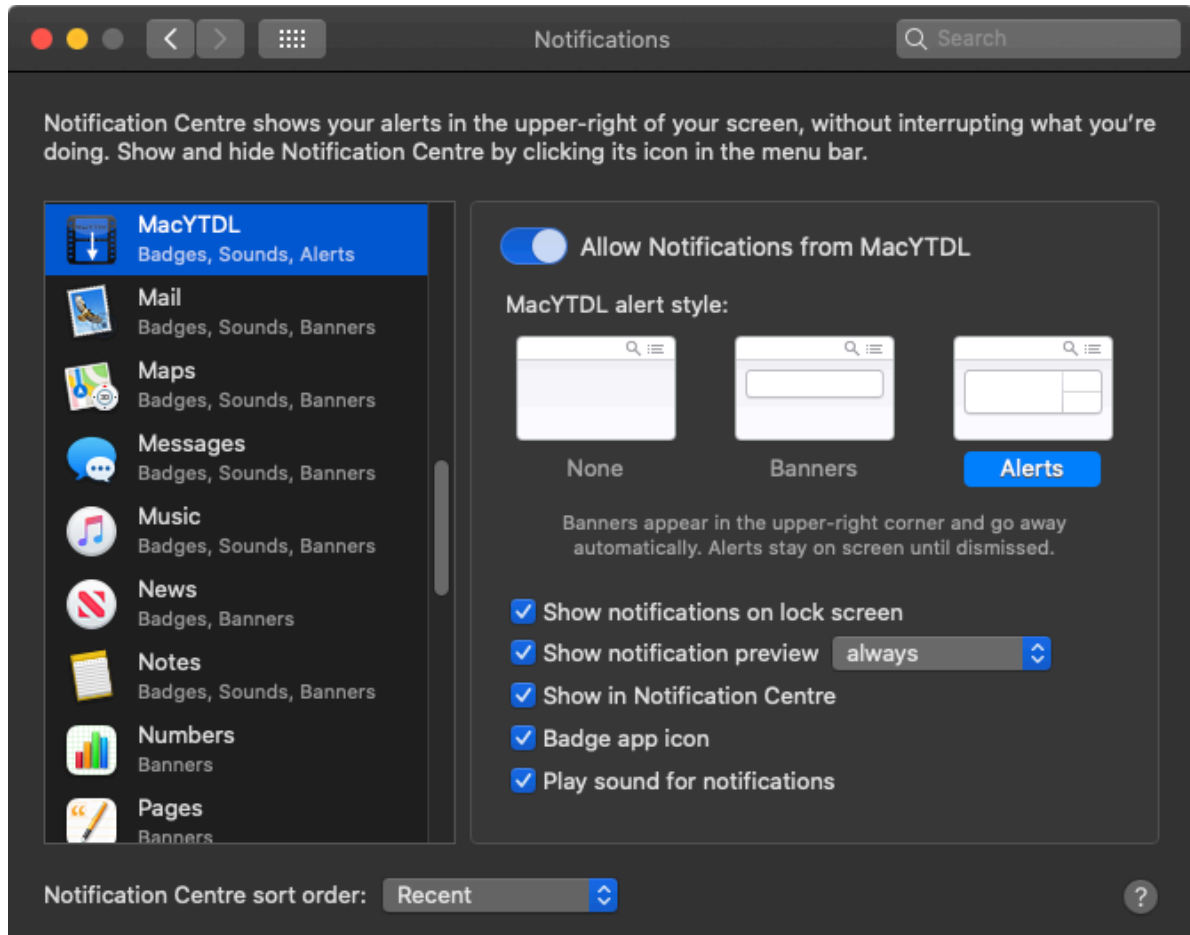 Notifications
Search
Notification Centre shows your alerts in the upper-right of your screen, without interrupting what you’re
doing. Show and hide Notification Centre by clicking its icon in the menu bar.
MacYTDL
Badges, Sounds, Alerts
Mail
Badges, Sounds, Banners
Maps
Badges, Sounds, Banners
Messages
Badges, Sounds, Banners
Music
Badges, Sounds, Banners
News
Badges, Banners
Notes
Badges, Sounds, Banners
Numbers
Banners
Pages
Banners
Allow Notifications from MacYTDL
MacYTDL alert style:
None Banners Alerts
Banners appear in the upper-right corner and go away
automatically. Alerts stay on screen until dismissed.
Show notifications on lock screen
Show notification preview always
Show in Notification Centre
Badge app icon
Play sound for notifications
Notification Centre sort order: Recent
?